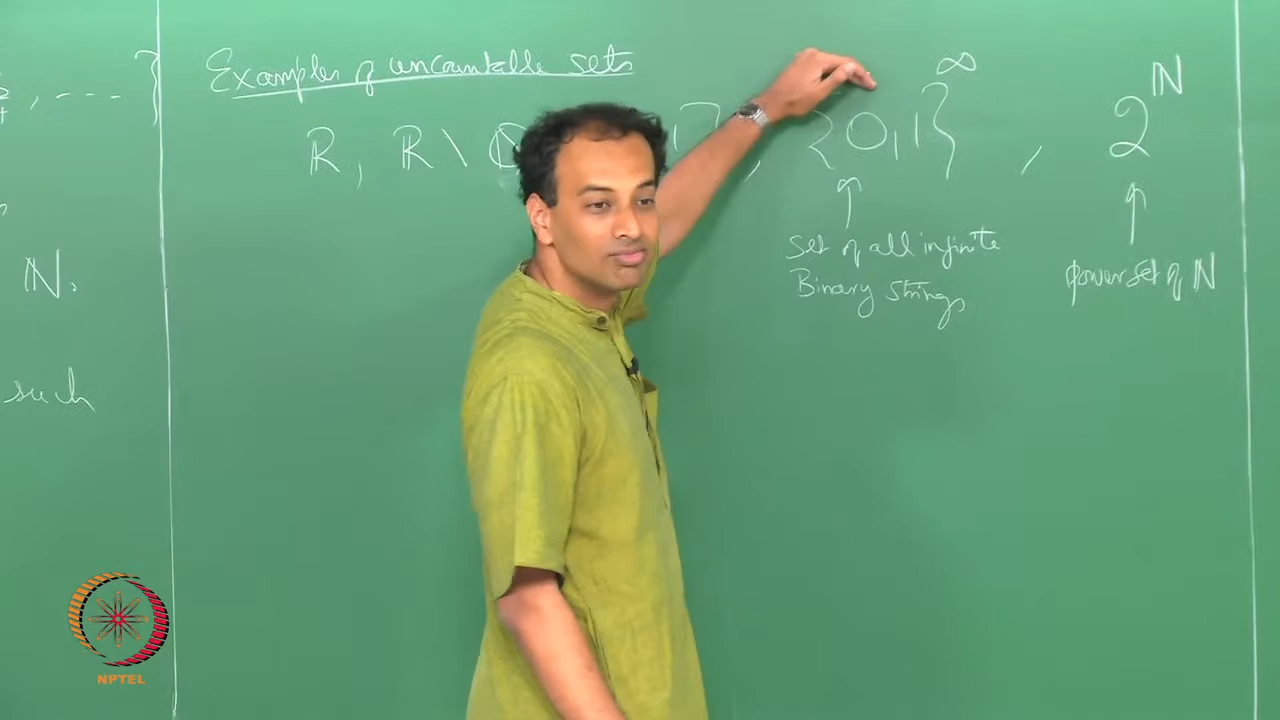 , - - - }
Examples of uncountable sets
ℝ, ℝ \ ℚ ] , {0,1}^∞ , 2^ℕ
↑ ↑
Set of all infinite
Binary strings
power set of ℕ
ℕ.
such
NPTEL